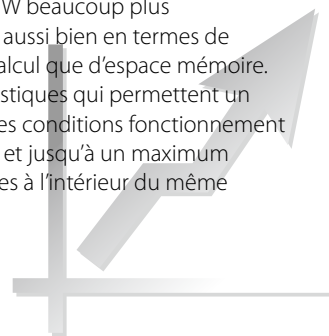 W beaucoup plus
aussi bien en termes de
alcul que d'espace mémoire.
istiques qui permettent un
es conditions fonctionnement
et jusqu'à un maximum
es à l'intérieur du même